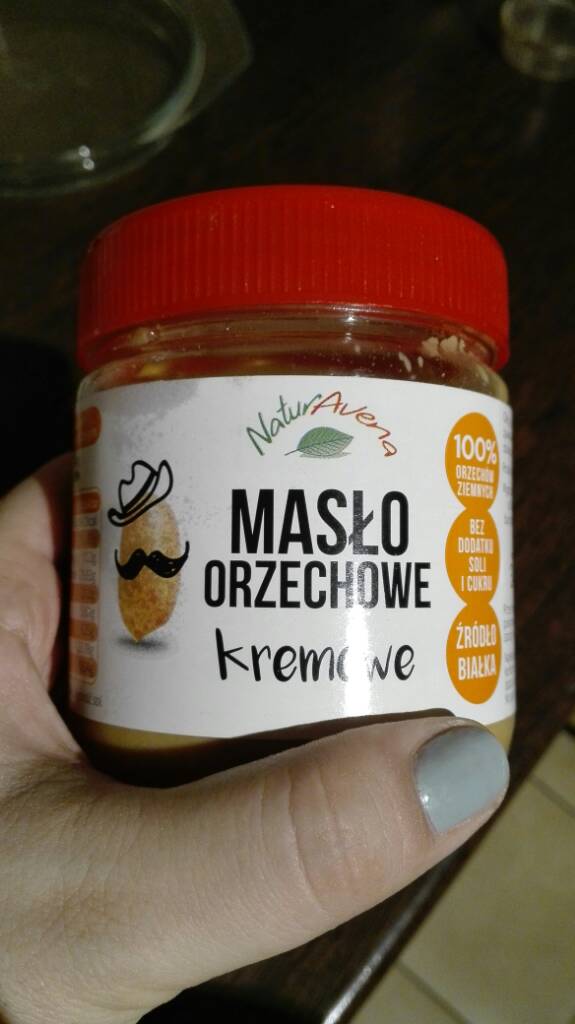 NaturAvena
MASŁO
ORZECHOWE
kremowe
100%
ORZECHÓW
ZIEMNYCH
BEZ
DODATKU
SOLI
I CUKRU
ŹRÓDŁO
BIAŁKA